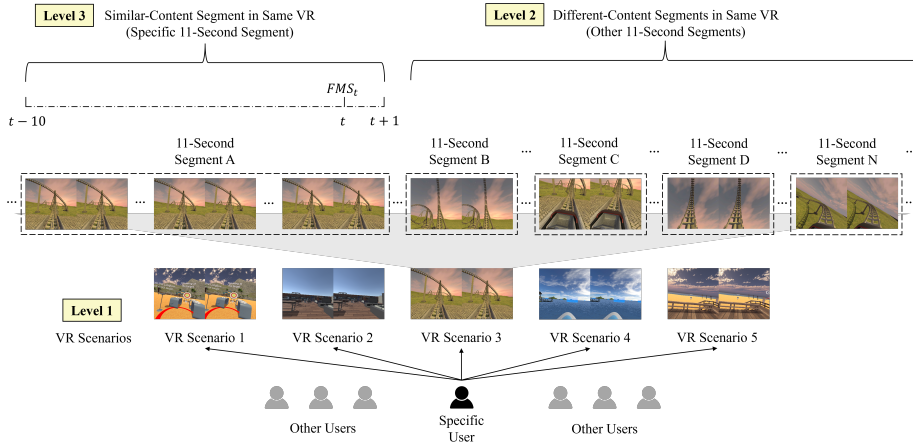 Level 3
Similar-Content Segment in Same VR
(Specific 11-Second Segment)
Level 2
Different-Content Segments in Same VR
(Other 11-Second Segments)
FMS_t
t − 10
t
t + 1
11-Second
Segment A
11-Second
Segment B
...
11-Second
Segment C
...
11-Second
Segment D
...
11-Second
Segment N
...
... ... ... ... ... ... ...
Level 1
VR Scenarios
VR Scenario 1
VR Scenario 2
VR Scenario 3
VR Scenario 4
VR Scenario 5
Other Users
Specific
User
Other Users